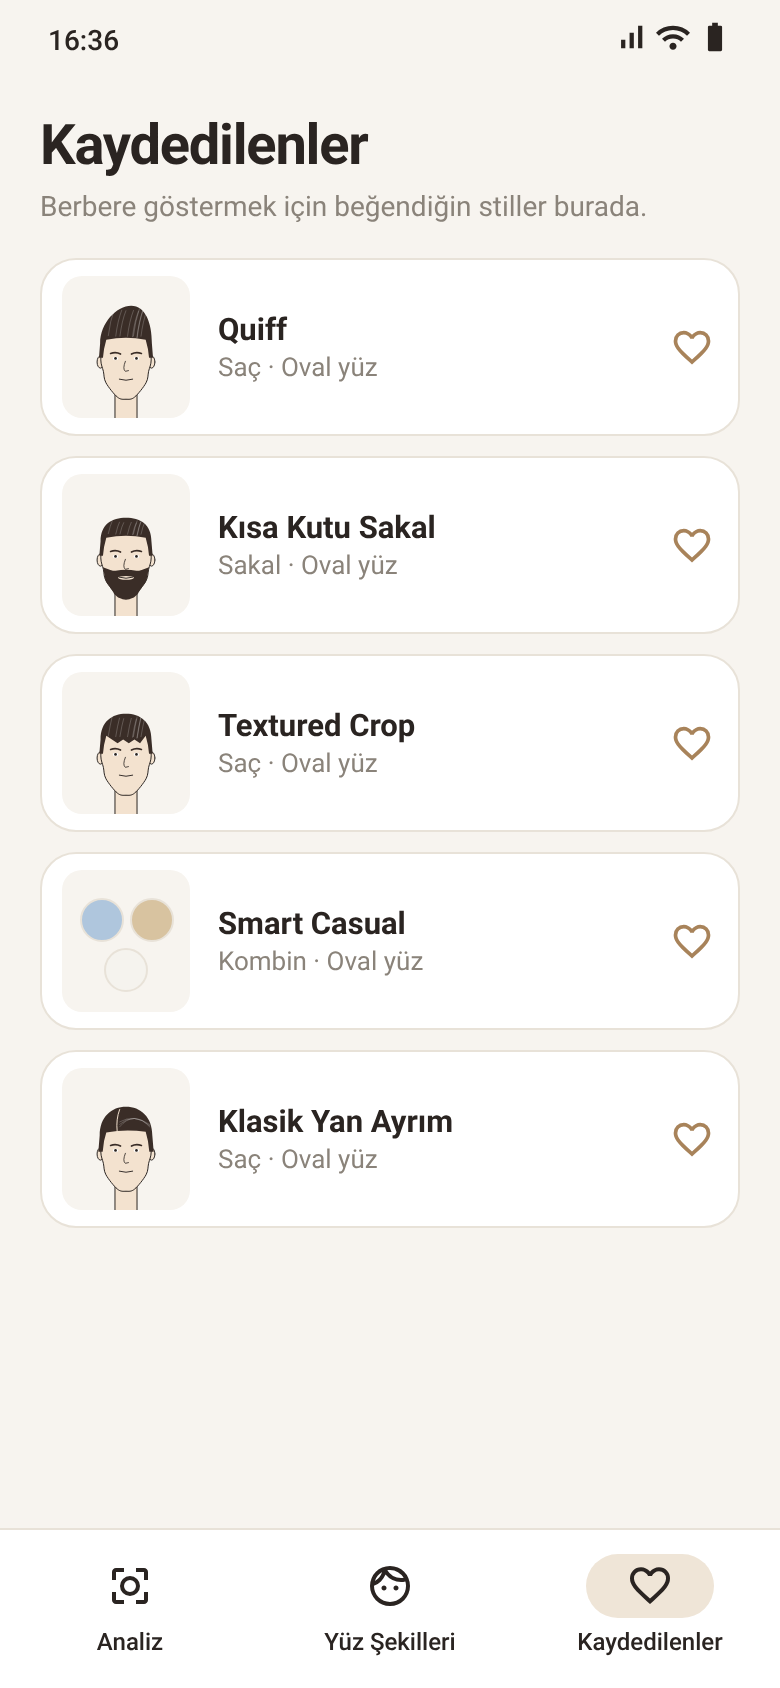 16:36
Kaydedilenler
Berbere göstermek için beğendiğin stiller burada.
Quiff
Saç · Oval yüz
Kısa Kutu Sakal
Sakal · Oval yüz
Textured Crop
Saç · Oval yüz
Smart Casual
Kombin · Oval yüz
Klasik Yan Ayrım
Saç · Oval yüz
Analiz
Yüz Şekilleri
Kaydedilenler